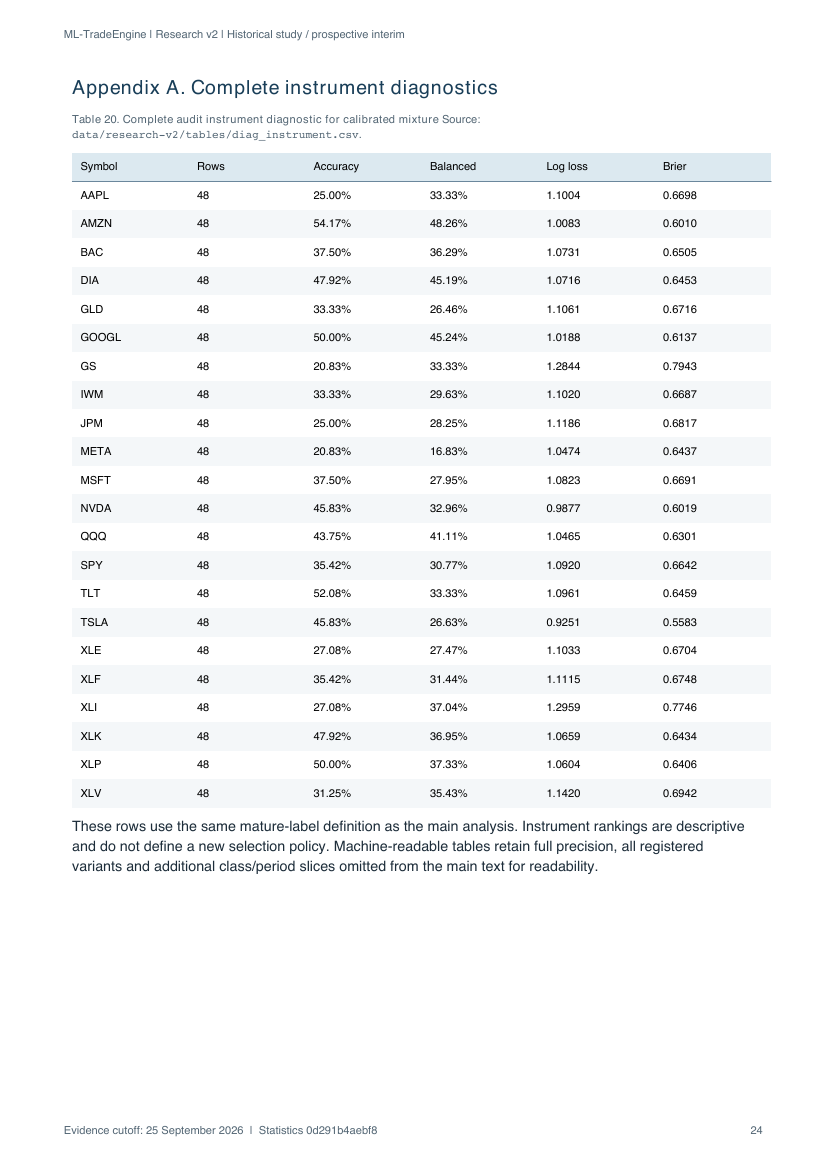 ML-TradeEngine | Research v2 | Historical study / prospective interim
Appendix A. Complete instrument diagnostics
Table 20. Complete audit instrument diagnostic for calibrated mixture Source:
data/research-v2/tables/diag_instrument.csv.
Symbol Rows Accuracy Balanced Log loss Brier
AAPL 48 25.00% 33.33% 1.1004 0.6698
AMZN 48 54.17% 48.26% 1.0083 0.6010
BAC 48 37.50% 36.29% 1.0731 0.6505
DIA 48 47.92% 45.19% 1.0716 0.6453
GLD 48 33.33% 26.46% 1.1061 0.6716
GOOGL 48 50.00% 45.24% 1.0188 0.6137
GS 48 20.83% 33.33% 1.2844 0.7943
IWM 48 33.33% 29.63% 1.1020 0.6687
JPM 48 25.00% 28.25% 1.1186 0.6817
META 48 20.83% 16.83% 1.0474 0.6437
MSFT 48 37.50% 27.95% 1.0823 0.6691
NVDA 48 45.83% 32.96% 0.9877 0.6019
QQQ 48 43.75% 41.11% 1.0465 0.6301
SPY 48 35.42% 30.77% 1.0920 0.6642
TLT 48 52.08% 33.33% 1.0961 0.6459
TSLA 48 45.83% 26.63% 0.9251 0.5583
XLE 48 27.08% 27.47% 1.1033 0.6704
XLF 48 35.42% 31.44% 1.1115 0.6748
XLI 48 27.08% 37.04% 1.2959 0.7746
XLK 48 47.92% 36.95% 1.0659 0.6434
XLP 48 50.00% 37.33% 1.0604 0.6406
XLV 48 31.25% 35.43% 1.1420 0.6942
These rows use the same mature-label definition as the main analysis. Instrument rankings are descriptive
and do not define a new selection policy. Machine-readable tables retain full precision, all registered
variants and additional class/period slices omitted from the main text for readability.
Evidence cutoff: 25 September 2026 | Statistics 0d291b4aebf8 24